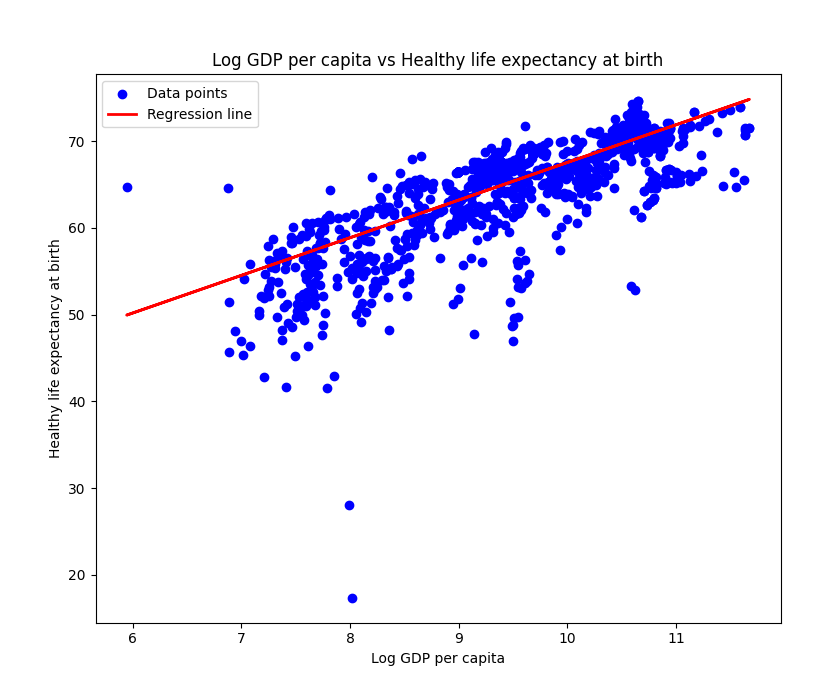 Log GDP per capita vs Healthy life expectancy at birth
Data points
Regression line
Healthy life expectancy at birth
70
60
50
40
30
20
6
7
8
9
10
11
Log GDP per capita